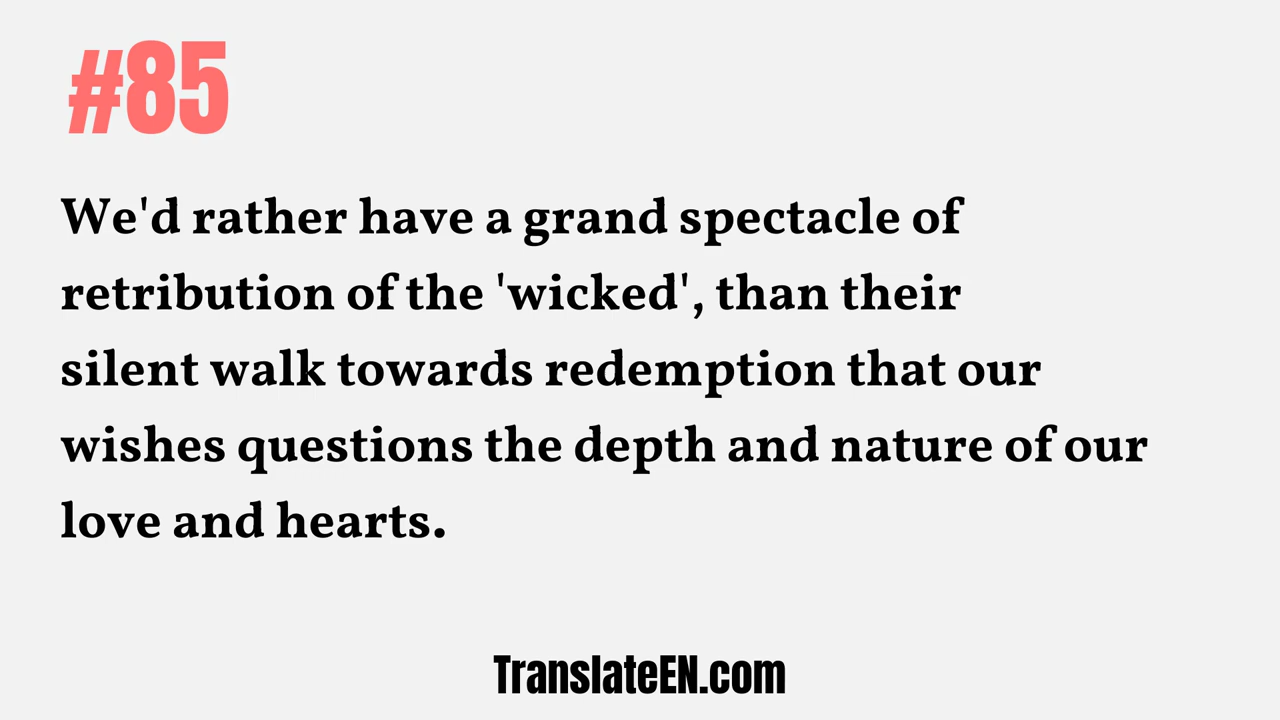 #85
We'd rather have a grand spectacle of
retribution of the 'wicked', than their
silent walk towards redemption that our
wishes questions the depth and nature of our
love and hearts.
TranslateEN.com